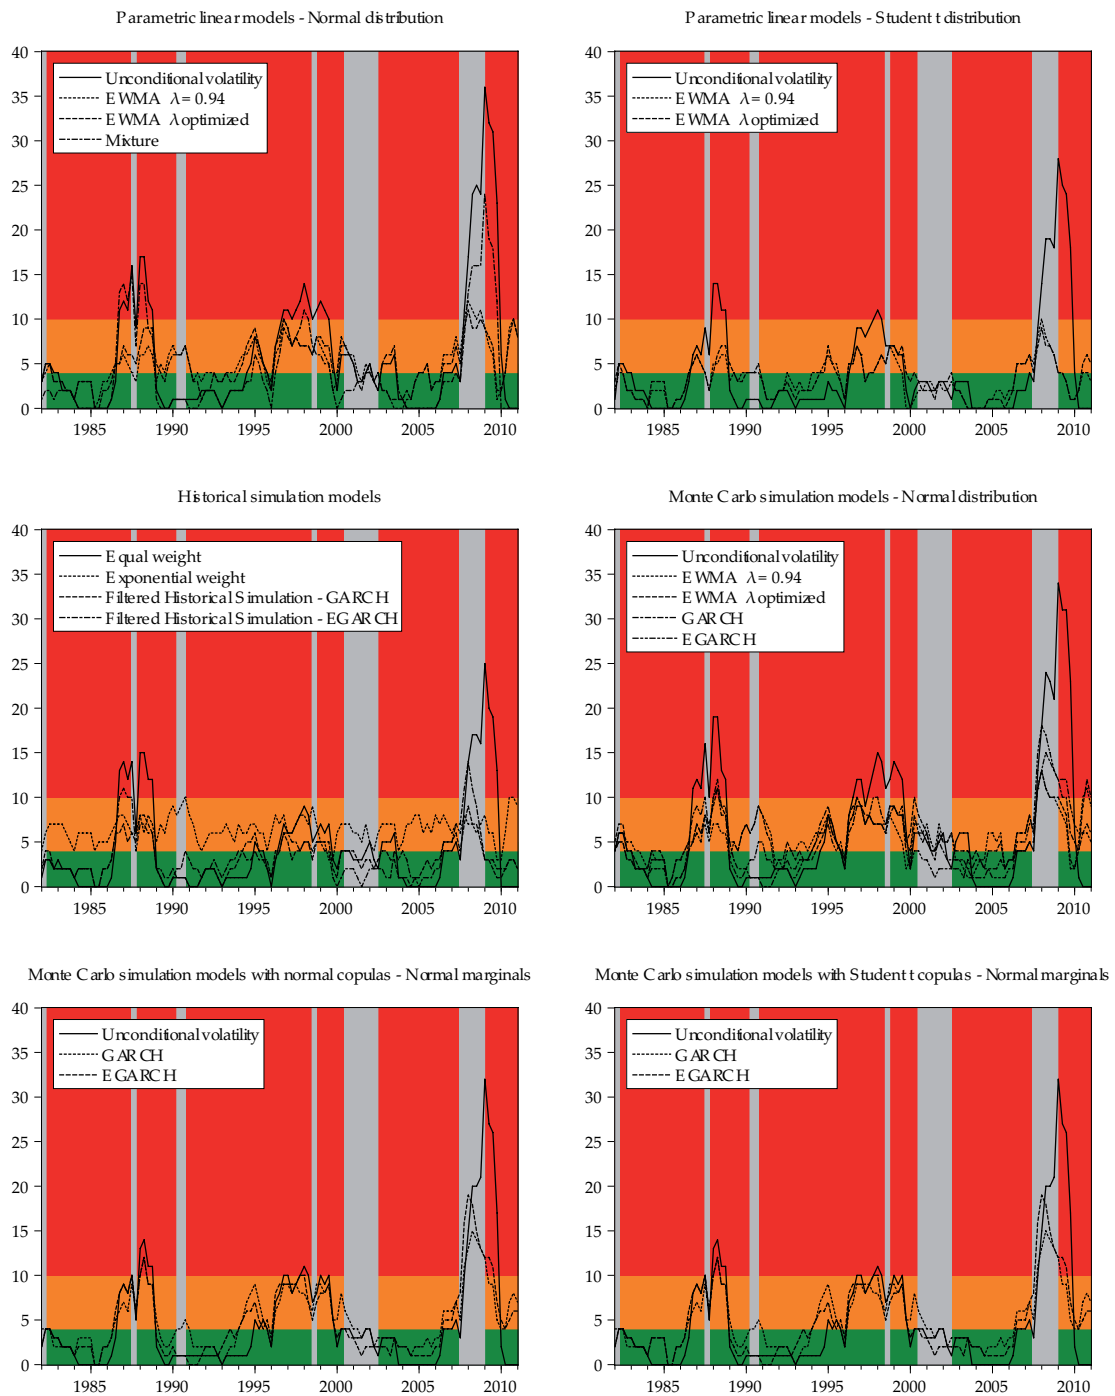 Parametric linear models - Normal distribution
40
35
30
25
20
15
10
5
0
Unconditional volatility
EWMA λ = 0.94
EWMA λ optimized
Mixture
1985 1990 1995 2000 2005 2010
Parametric linear models - Student t distribution
40
35
30
25
20
15
10
5
0
Unconditional volatility
EWMA λ = 0.94
EWMA λ optimized
1985 1990 1995 2000 2005 2010
Historical simulation models
40
35
30
25
20
15
10
5
0
Equal weight
Exponential weight
Filtered Historical Simulation - GARCH
Filtered Historical Simulation - EGARCH
1985 1990 1995 2000 2005 2010
Monte Carlo simulation models - Normal distribution
40
35
30
25
20
15
10
5
0
Unconditional volatility
EWMA λ = 0.94
EWMA λ optimized
GARCH
EGARCH
1985 1990 1995 2000 2005 2010
Monte Carlo simulation models with normal copulas - Normal marginals
40
35
30
25
20
15
10
5
0
Unconditional volatility
GARCH
EGARCH
1985 1990 1995 2000 2005 2010
Monte Carlo simulation models with Student t copulas - Normal marginals
40
35
30
25
20
15
10
5
0
Unconditional volatility
GARCH
EGARCH
1985 1990 1995 2000 2005 2010